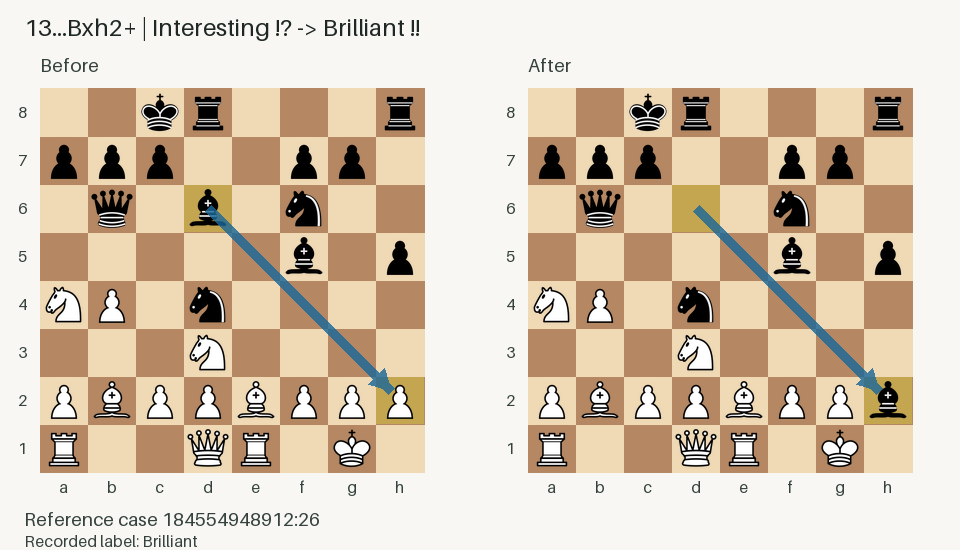 13...Bxh2+ | Interesting !? -> Brilliant !!
Before
After
8
7
6
5
4
3
2
1
a b c d e f g h
8
7
6
5
4
3
2
1
a b c d e f g h
Reference case 184554948912:26
Recorded label: Brilliant